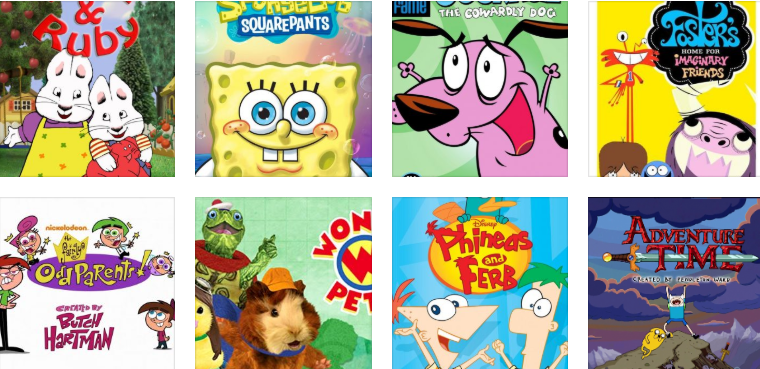 &
Ruby
SQUAREPANTS
Fame
THE COWARDLY DOG
Foster's
HOME FOR
IMAGINARY
FRIENDS
nickelodeon
the
Fairly
OddParents!
CREATED BY
BUTCH
HARTMAN
WON
W
PET
Disney
Phineas
and
FERB
ADVENTURE
TIME
CREATED BY PENDLETON WARD